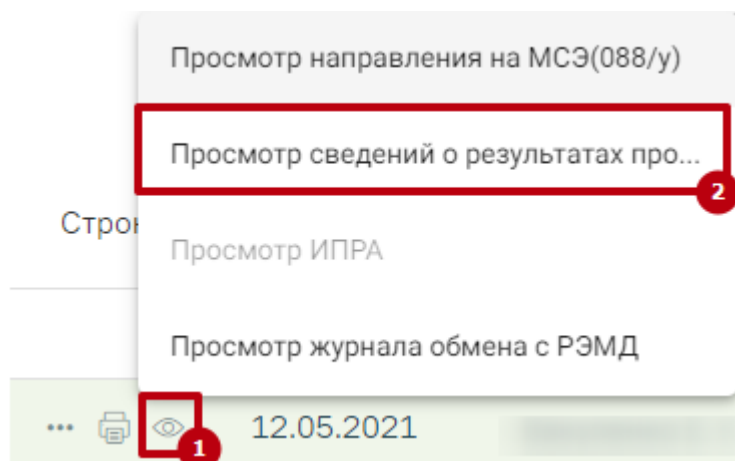 Просмотр направления на МСЭ(088/у)
Просмотр сведений о результатах про...
2
Просмотр ИПРА
Просмотр журнала обмена с РЭМД
1
12.05.2021